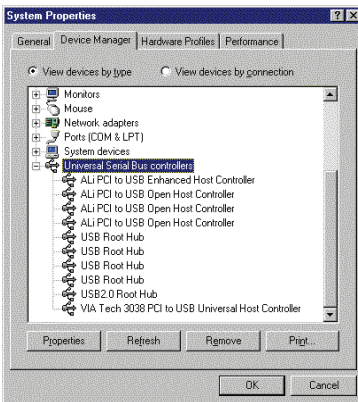 System Properties
General
Device Manager
Hardware Profiles
Performance
View devices by type
View devices by connection
Monitors
Mouse
Network adapters
Ports (COM & LPT)
System devices
Universal Serial Bus controllers
ALi PCI to USB Enhanced Host Controller
ALi PCI to USB Open Host Controller
ALi PCI to USB Open Host Controller
ALi PCI to USB Open Host Controller
USB Root Hub
USB Root Hub
USB Root Hub
USB Root Hub
USB2.0 Root Hub
VIA Tech 3038 PCI to USB Universal Host Controller
Properties
Refresh
Remove
Print...
OK
Cancel